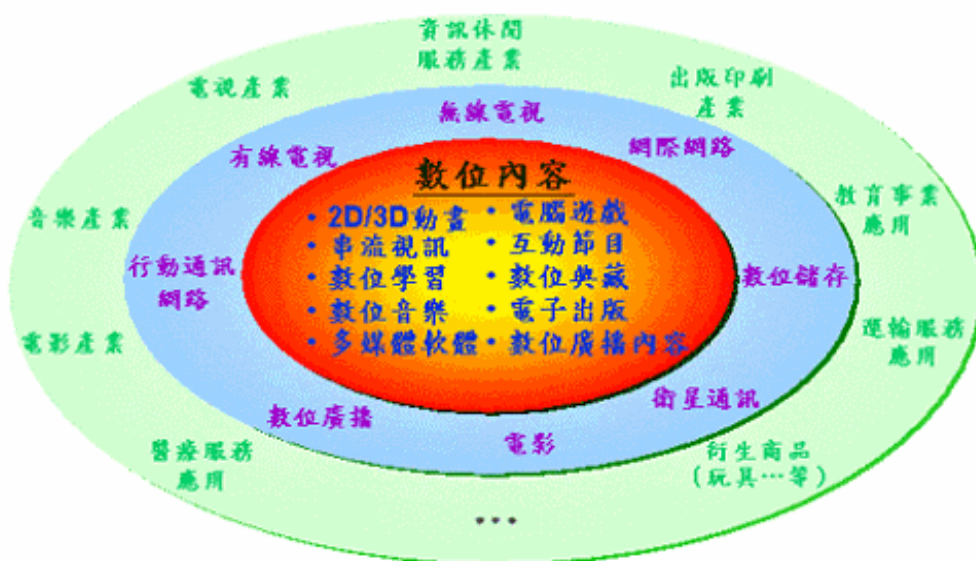 資訊休閒
服務產業
電視產業
出版印刷
產業
無線電視
有線電視
網際網路
數位內容
教育事業
應用
音樂產業
• 2D/3D動畫
• 電腦遊戲
• 串流視訊
• 互動節目
行動通訊
網路
• 數位學習
• 數位典藏
數位儲存
• 數位音樂
• 電子出版
電影產業
• 多媒體軟體
• 數位廣播內容
運輸服務
應用
數位廣播
衛星通訊
電影
醫療服務
應用
衍生商品
(玩具…等)
...